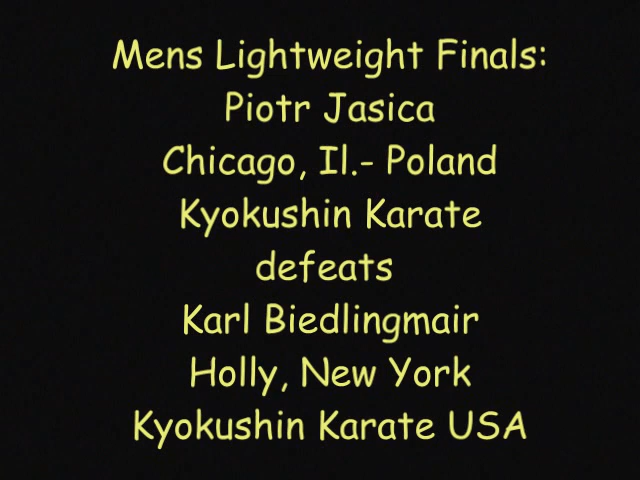 Mens Lightweight Finals:
Piotr Jasica
Chicago, Il.- Poland
Kyokushin Karate
defeats
Karl Biedlingmair
Holly, New York
Kyokushin Karate USA